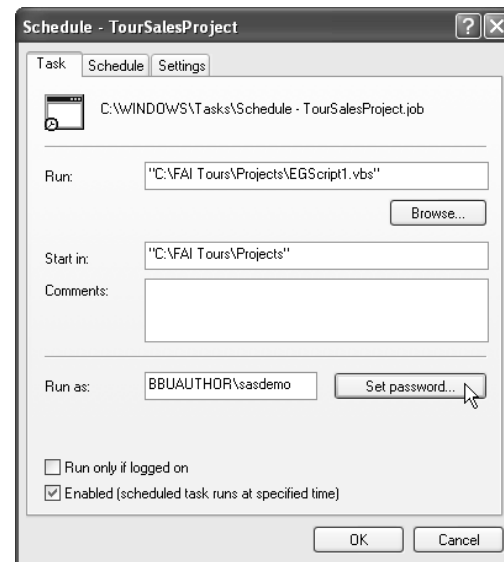 Schedule - TourSalesProject
Task Schedule Settings
C:\WINDOWS\Tasks\Schedule - TourSalesProject.job
Run: "C:\FAI Tours\Projects\EGScript1.vbs"
Browse...
Start in: "C:\FAI Tours\Projects"
Comments:
Run as: BBUAUTHOR\sasdemo Set password...
Run only if logged on
Enabled (scheduled task runs at specified time)
OK Cancel